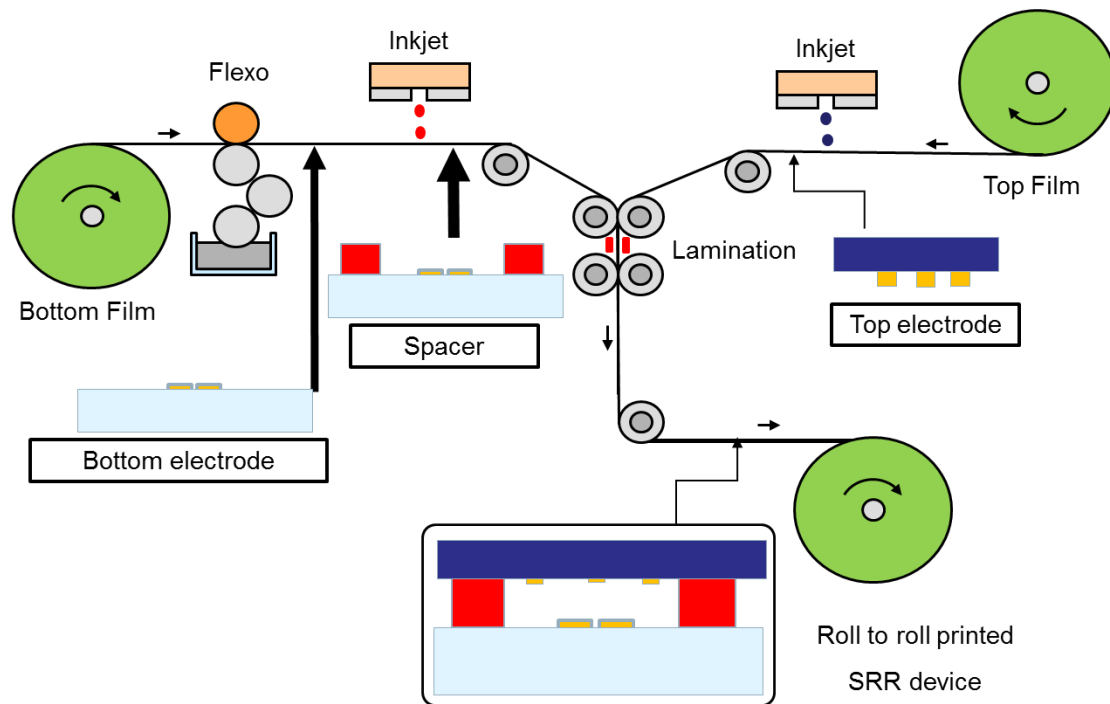 Inkjet
Inkjet
Flexo
Top Film
Lamination
Bottom Film
Top electrode
Spacer
Bottom electrode
Roll to roll printed
SRR device